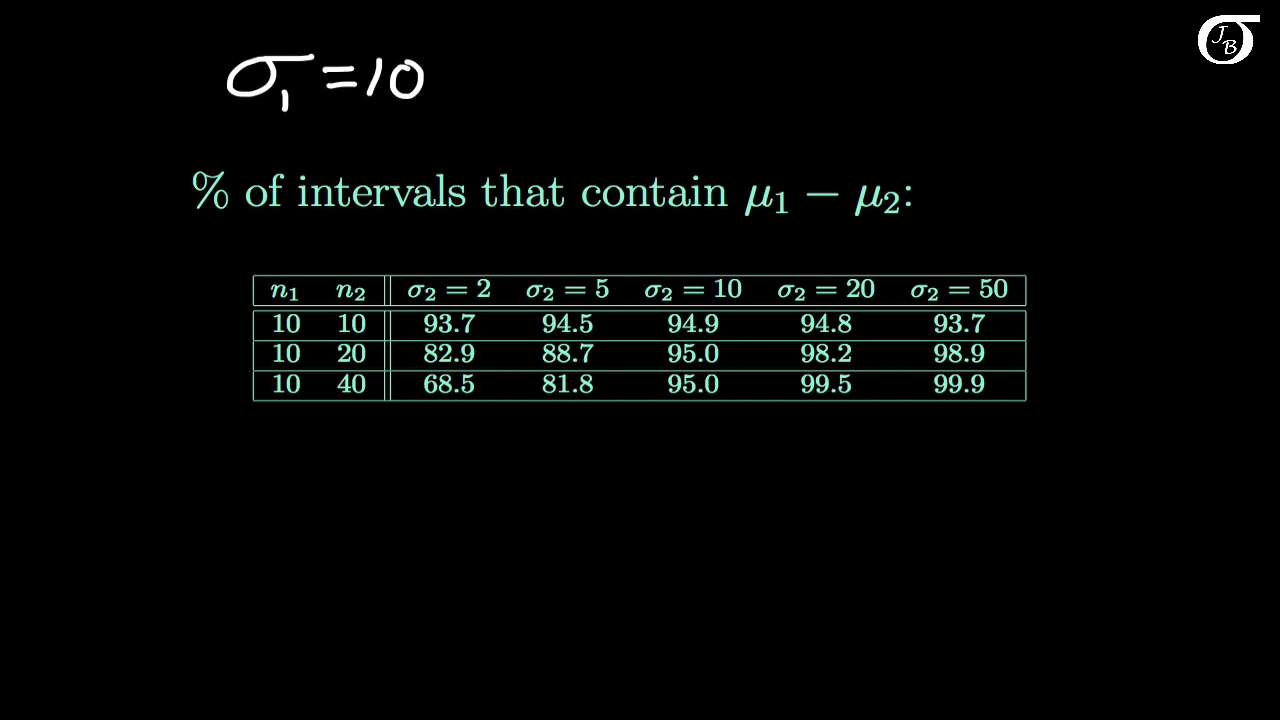 σ₁ = 10
% of intervals that contain μ₁ − μ₂:
n₁ n₂ σ₂ = 2 σ₂ = 5 σ₂ = 10 σ₂ = 20 σ₂ = 50
10 10 93.7 94.5 94.9 94.8 93.7
10 20 82.9 88.7 95.0 98.2 98.9
10 40 68.5 81.8 95.0 99.5 99.9
σ JB